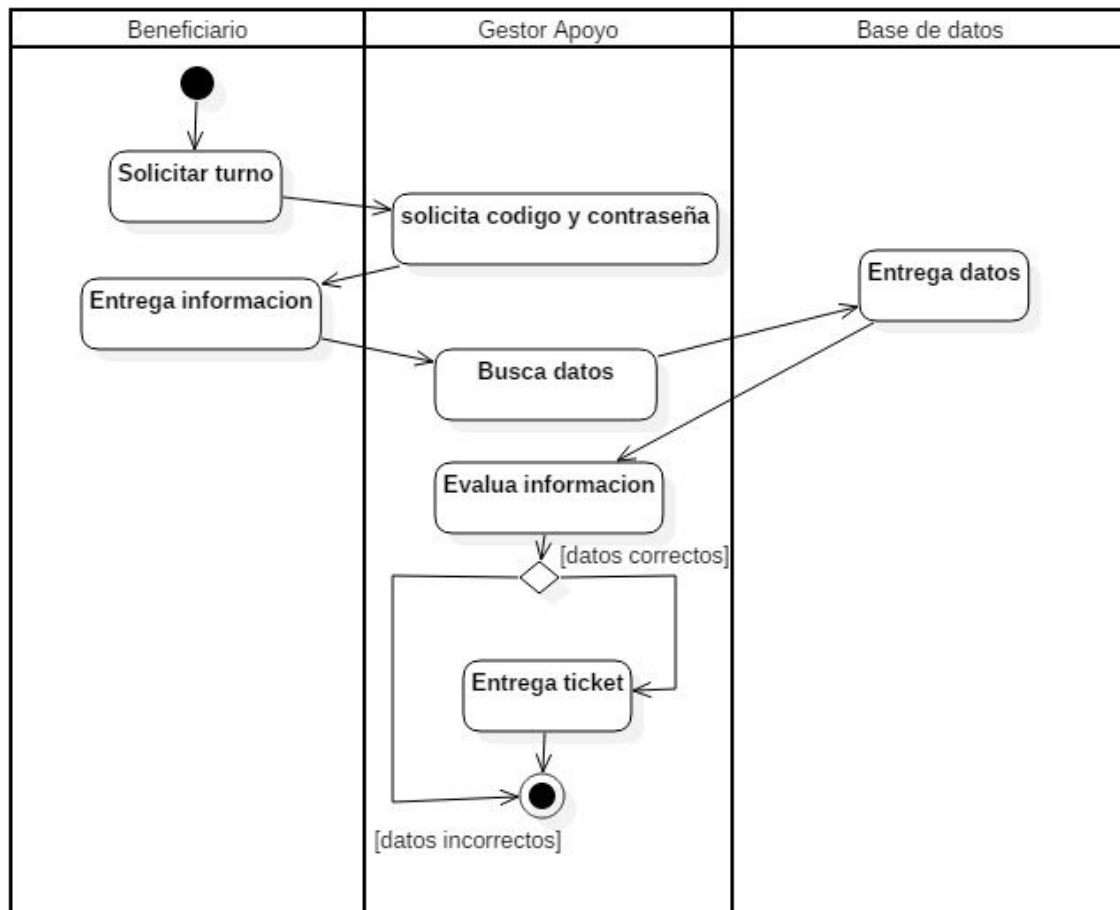 Beneficiario
Gestor Apoyo
Base de datos
Solicitar turno
solicita codigo y contraseña
Entrega datos
Entrega informacion
Busca datos
Evalua informacion
[datos correctos]
Entrega ticket
[datos incorrectos]